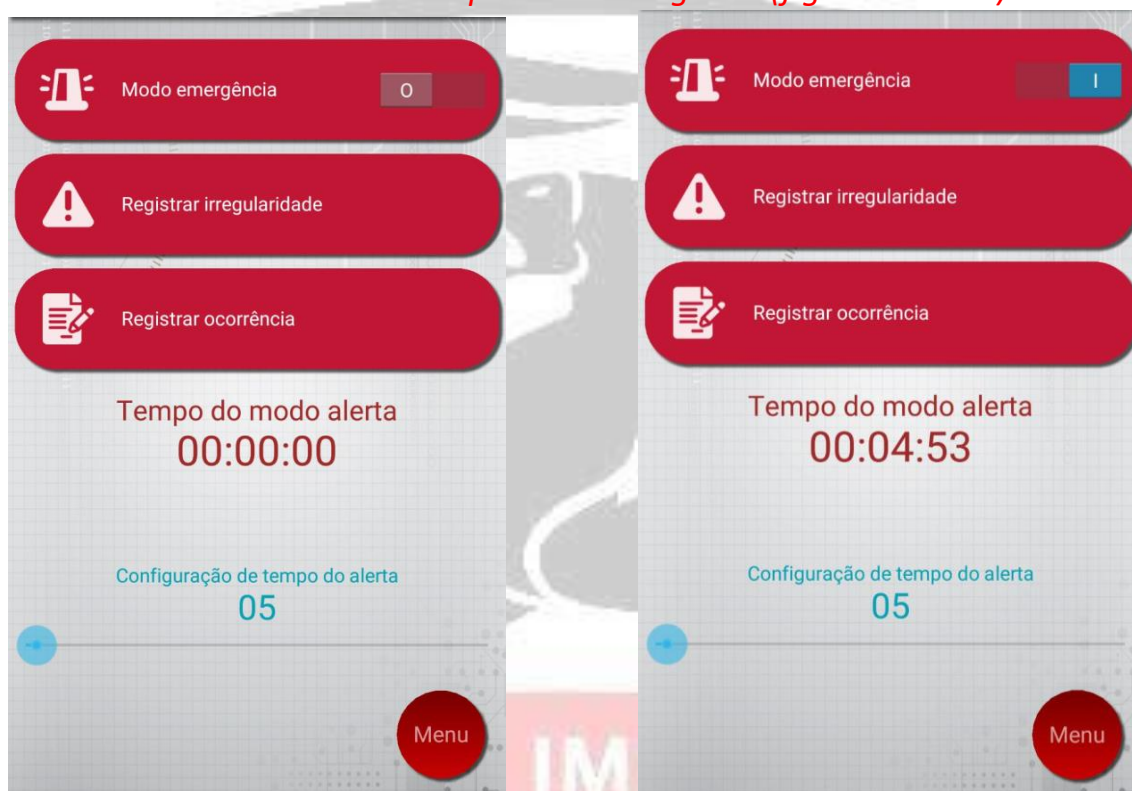 Modo emergência
O
Registrar irregularidade
Registrar ocorrência
Tempo do modo alerta
00:00:00
Configuração de tempo do alerta
05
Menu
Modo emergência
I
Registrar irregularidade
Registrar ocorrência
Tempo do modo alerta
00:04:53
Configuração de tempo do alerta
05
Menu
IM